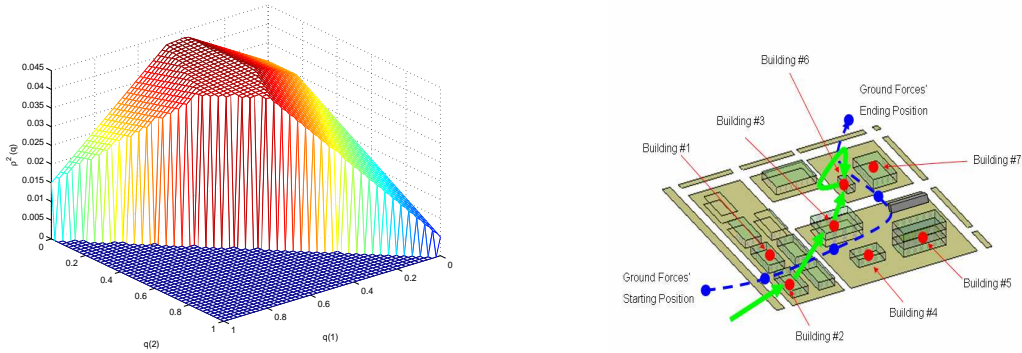 0.045
0.04
0.035
0.03
0.025
0.02
0.015
0.01
0.005
0
ρ² (q)
0
0.2
0.4
0.6
0.8
1
q(2)
1
0.8
0.6
0.4
0.2
0
q(1)
Building #6
Ground Forces'
Ending Position
Building #3
Building #1
Building #7
Ground Forces'
Starting Position
Building #5
Building #4
Building #2